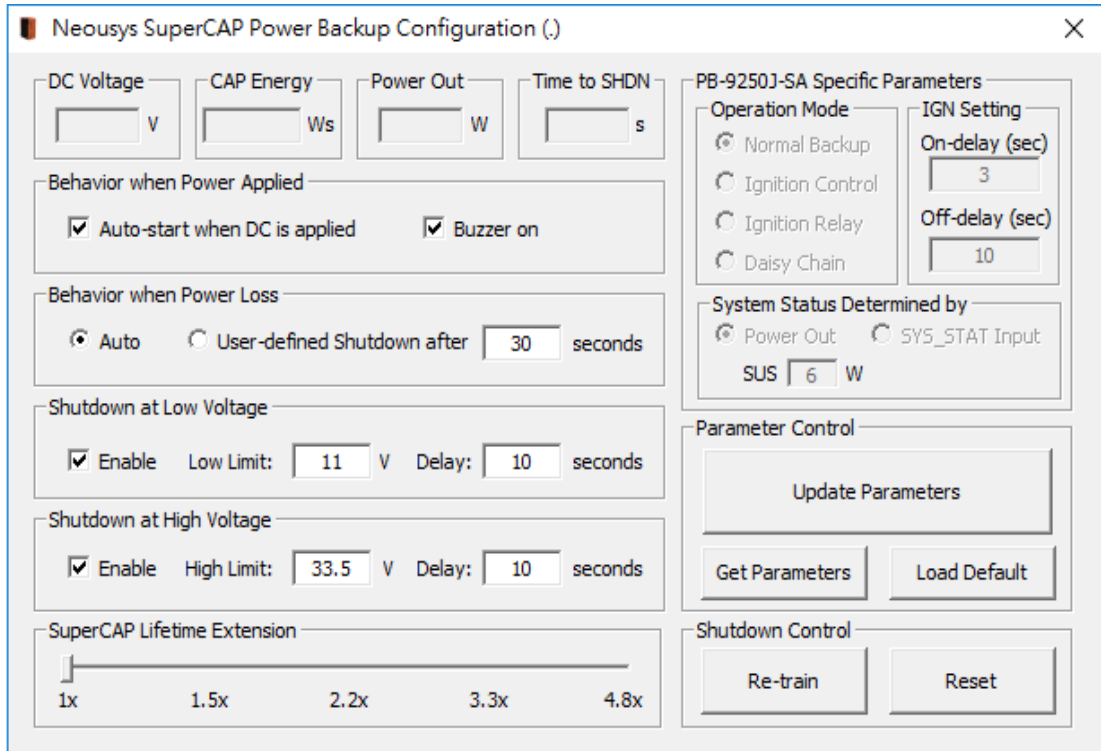 Neousys SuperCAP Power Backup Configuration (.)
DC Voltage
V
CAP Energy
Ws
Power Out
W
Time to SHDN
s
Behavior when Power Applied
Auto-start when DC is applied Buzzer on
Behavior when Power Loss
Auto User-defined Shutdown after 30 seconds
Shutdown at Low Voltage
Enable Low Limit: 11 V Delay: 10 seconds
Shutdown at High Voltage
Enable High Limit: 33.5 V Delay: 10 seconds
SuperCAP Lifetime Extension
1x 1.5x 2.2x 3.3x 4.8x
PB-9250J-SA Specific Parameters
Operation Mode
Normal Backup
Ignition Control
Ignition Relay
Daisy Chain
IGN Setting
On-delay (sec)
3
Off-delay (sec)
10
System Status Determined by
Power Out SYS_STAT Input
SUS 6 W
Parameter Control
Update Parameters
Get Parameters Load Default
Shutdown Control
Re-train Reset